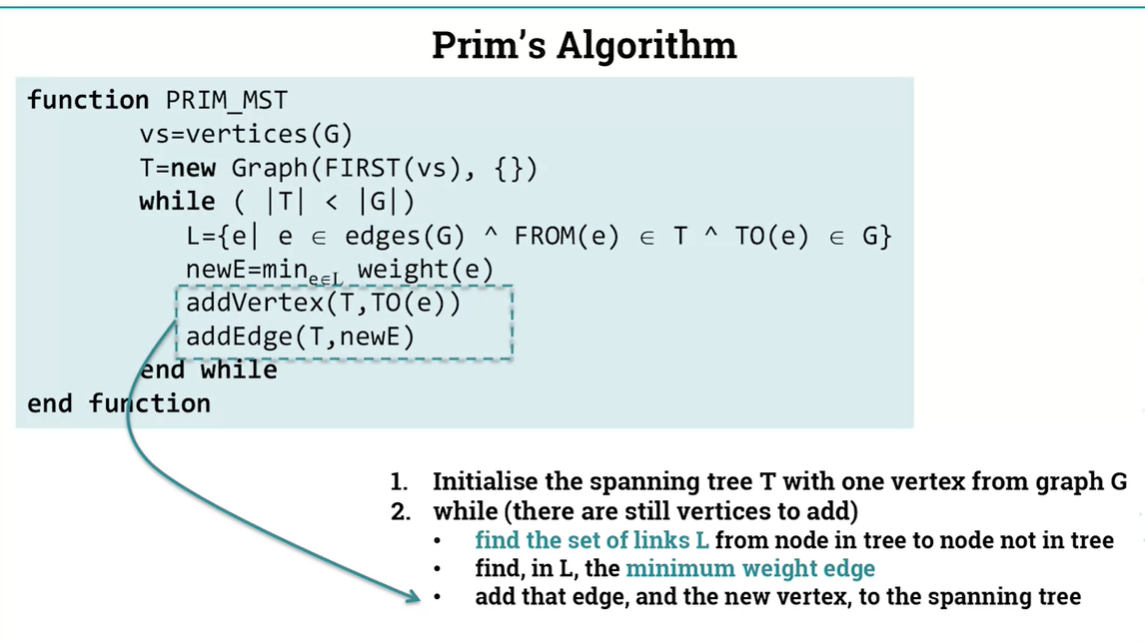 Prim's Algorithm
function PRIM_MST
vs=vertices(G)
T=new Graph(FIRST(vs), {})
while ( |T| < |G|)
L={e| e ∈ edges(G) ^ FROM(e) ∈ T ^ TO(e) ∈ G}
newE=min e∈L weight(e)
addVertex(T,TO(e))
addEdge(T,newE)
end while
end function
1. Initialise the spanning tree T with one vertex from graph G
2. while (there are still vertices to add)
• find the set of links L from node in tree to node not in tree
• find, in L, the minimum weight edge
• add that edge, and the new vertex, to the spanning tree